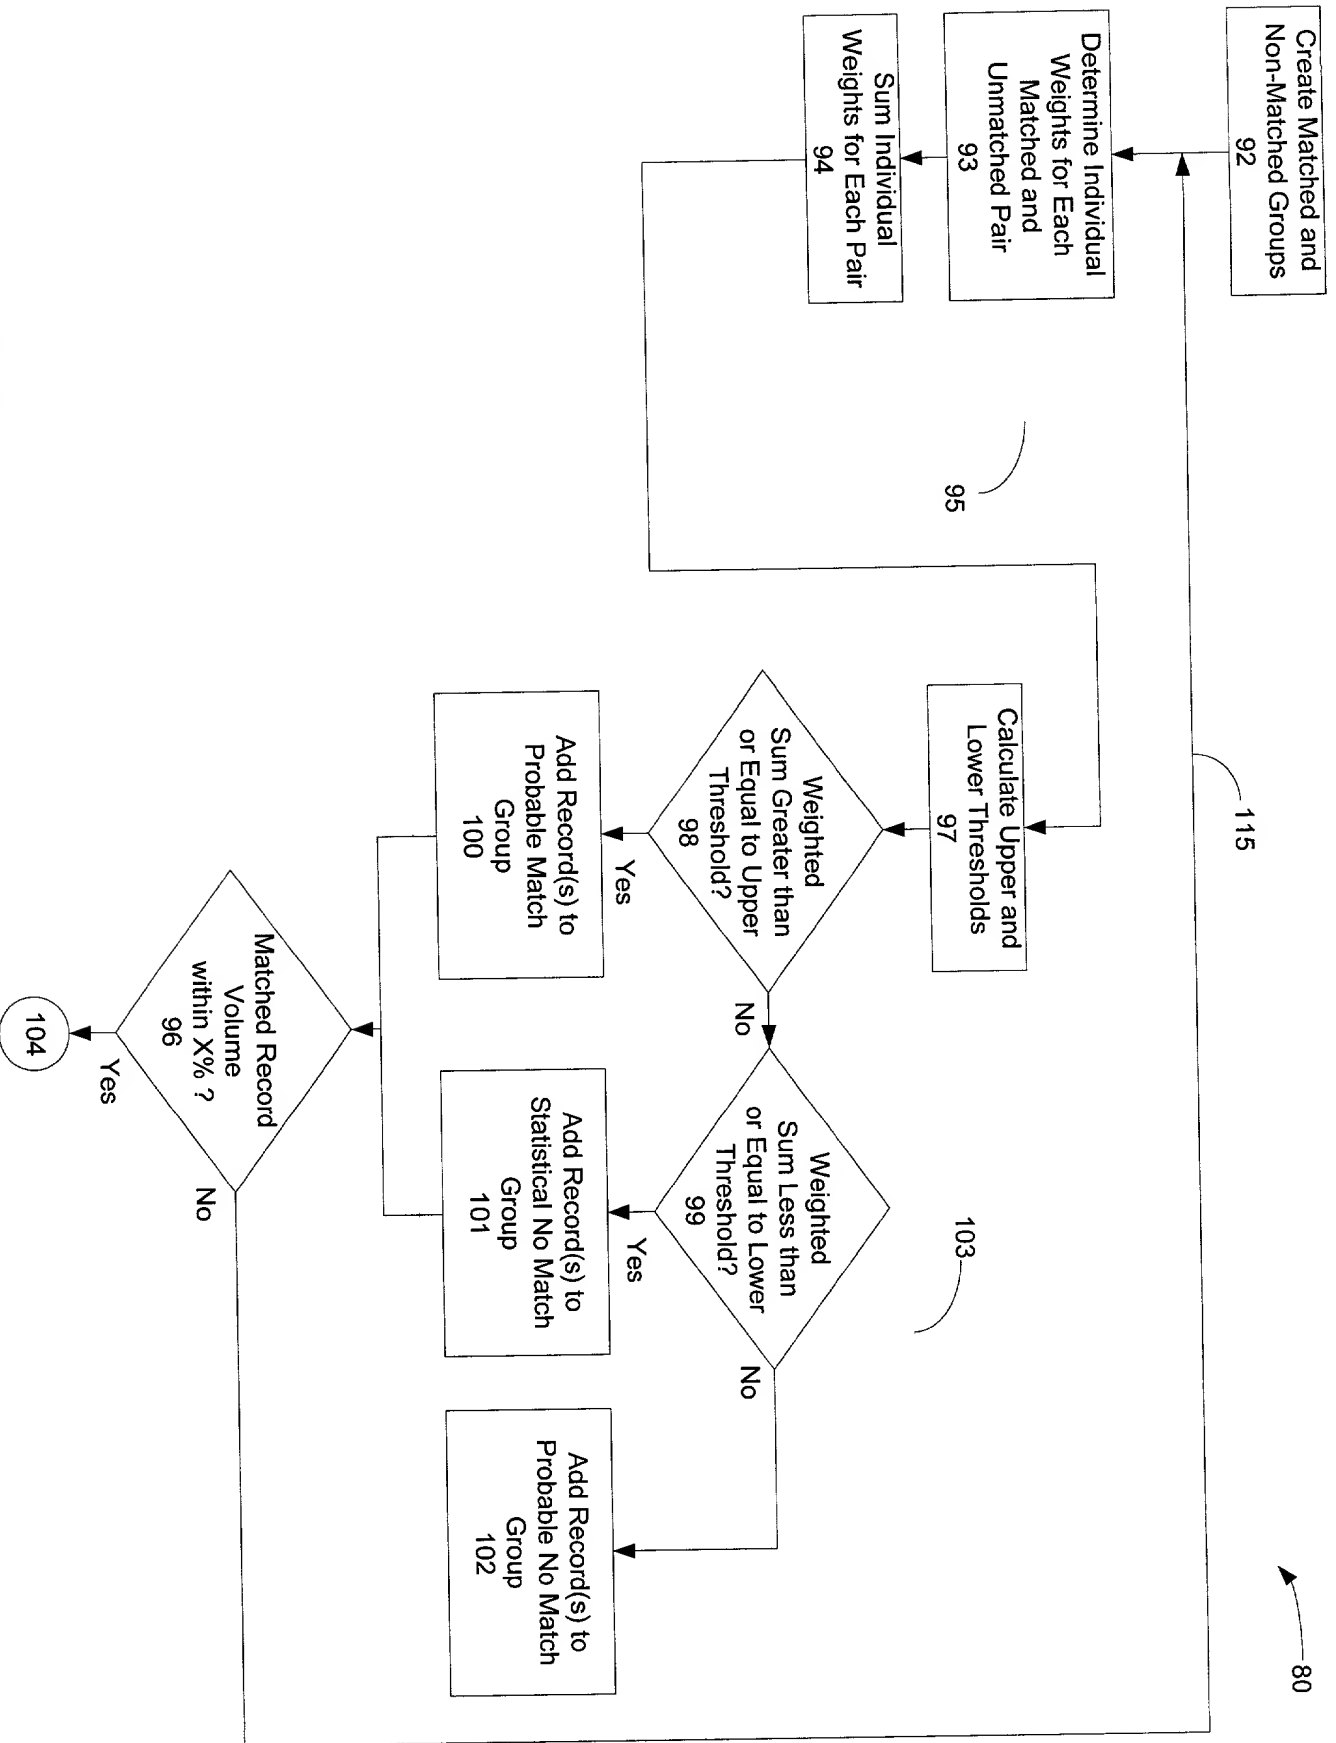 80
Create Matched and
Non-Matched Groups
92
115
Determine Individual
Weights for Each
Matched and
Unmatched Pair
93
Sum Individual
Weights for Each Pair
94
95
Calculate Upper and
Lower Thresholds
97
103
Weighted
Sum Greater than
or Equal to Upper
Threshold?
98
No
Yes
Weighted
Sum Less than
or Equal to Lower
Threshold?
99
No
Yes
Add Record(s) to
Probable Match
Group
100
Add Record(s) to
Statistical No Match
Group
101
Add Record(s) to
Probable No Match
Group
102
Matched Record
Volume
within X% ?
96
No
Yes
104